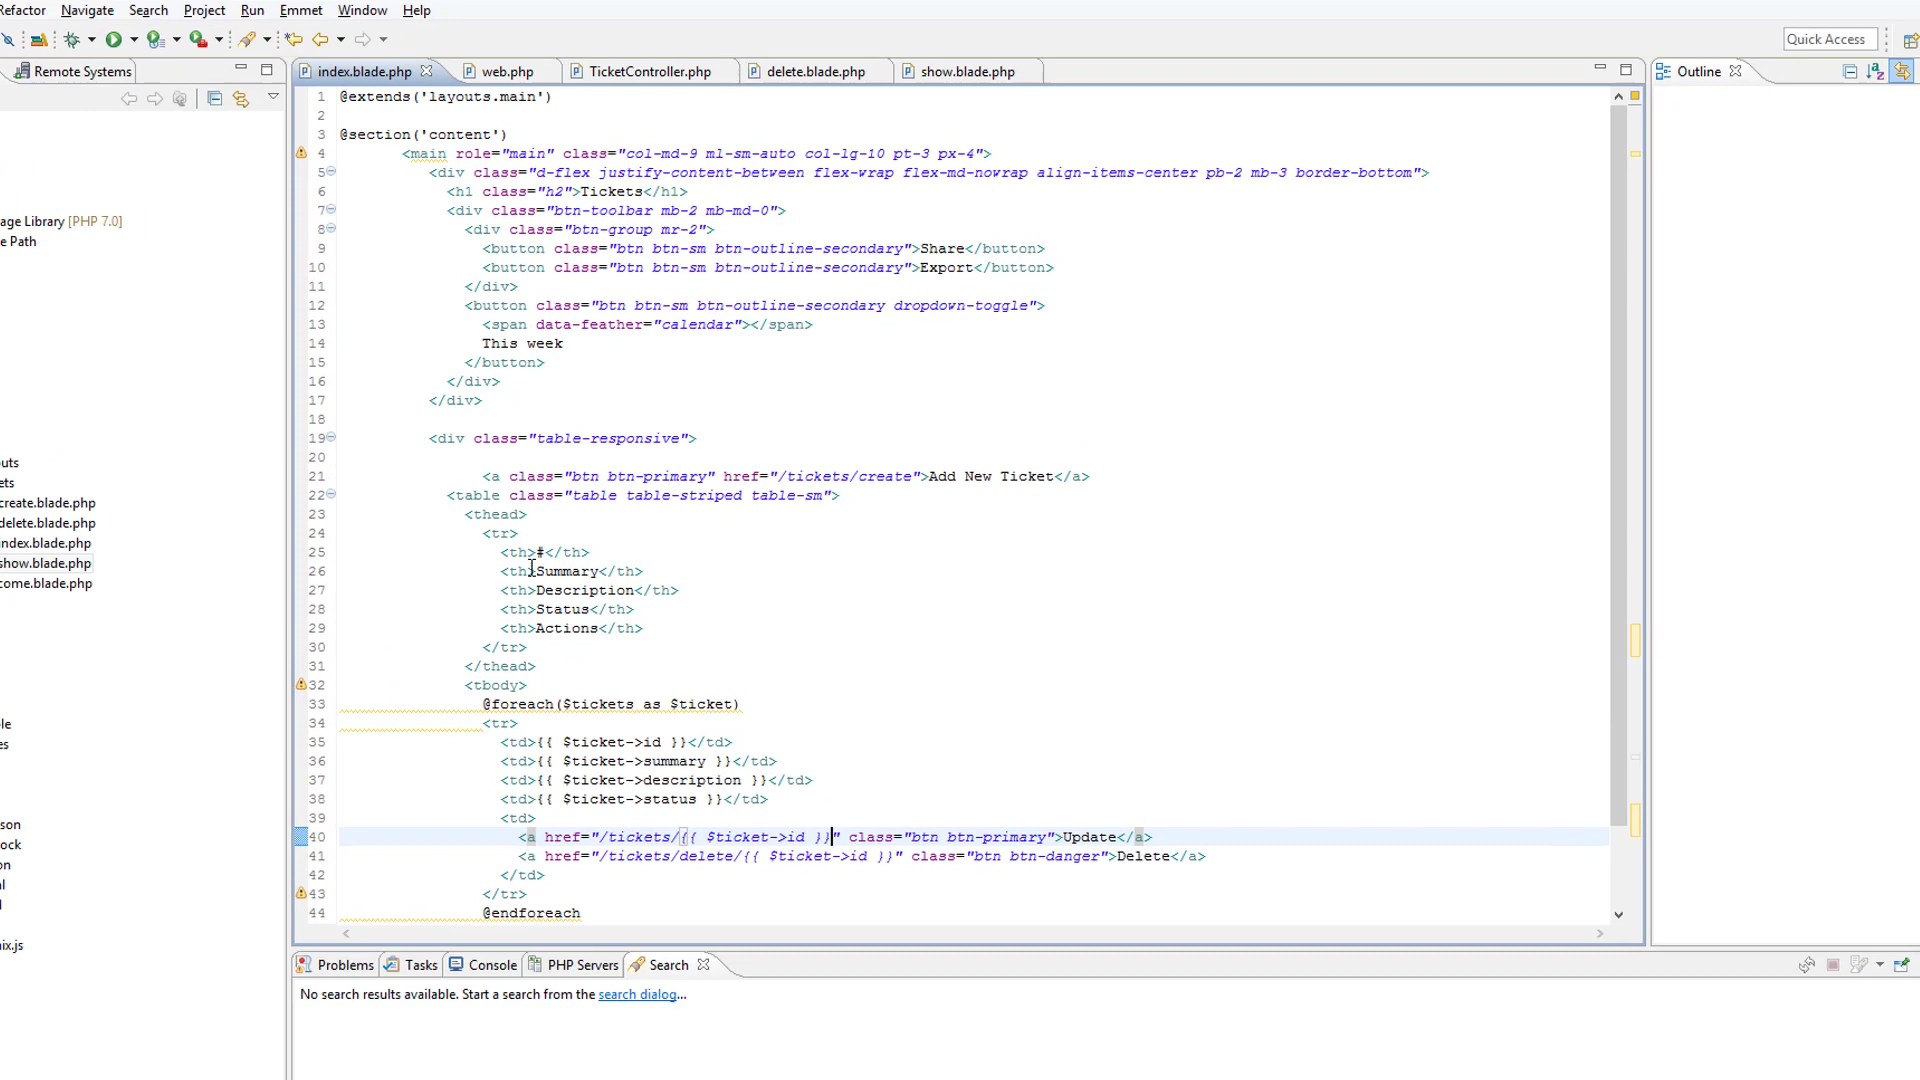 Refactor Navigate Search Project Run Emmet Window Help
Quick Access
Remote Systems
index.blade.php web.php TicketController.php delete.blade.php show.blade.php
Outline
age Library [PHP 7.0]
e Path
outs
ets
create.blade.php
delete.blade.php
index.blade.php
show.blade.php
come.blade.php
le
es
son
ock
on
al
nix.js
1 @extends('layouts.main')
2
3 @section('content')
4 <main role="main" class="col-md-9 ml-sm-auto col-lg-10 pt-3 px-4">
5 <div class="d-flex justify-content-between flex-wrap flex-md-nowrap align-items-center pb-2 mb-3 border-bottom">
6 <h1 class="h2">Tickets</h1>
7 <div class="btn-toolbar mb-2 mb-md-0">
8 <div class="btn-group mr-2">
9 <button class="btn btn-sm btn-outline-secondary">Share</button>
10 <button class="btn btn-sm btn-outline-secondary">Export</button>
11 </div>
12 <button class="btn btn-sm btn-outline-secondary dropdown-toggle">
13 <span data-feather="calendar"></span>
14 This week
15 </button>
16 </div>
17 </div>
18
19 <div class="table-responsive">
20
21 <a class="btn btn-primary" href="/tickets/create">Add New Ticket</a>
22 <table class="table table-striped table-sm">
23 <thead>
24 <tr>
25 <th>#</th>
26 <th>Summary</th>
27 <th>Description</th>
28 <th>Status</th>
29 <th>Actions</th>
30 </tr>
31 </thead>
32 <tbody>
33 @foreach($tickets as $ticket)
34 <tr>
35 <td>{{ $ticket->id }}</td>
36 <td>{{ $ticket->summary }}</td>
37 <td>{{ $ticket->description }}</td>
38 <td>{{ $ticket->status }}</td>
39 <td>
40 <a href="/tickets/{{ $ticket->id }}" class="btn btn-primary">Update</a>
41 <a href="/tickets/delete/{{ $ticket->id }}" class="btn btn-danger">Delete</a>
42 </td>
43 </tr>
44 @endforeach
Problems Tasks Console PHP Servers Search
No search results available. Start a search from the search dialog...